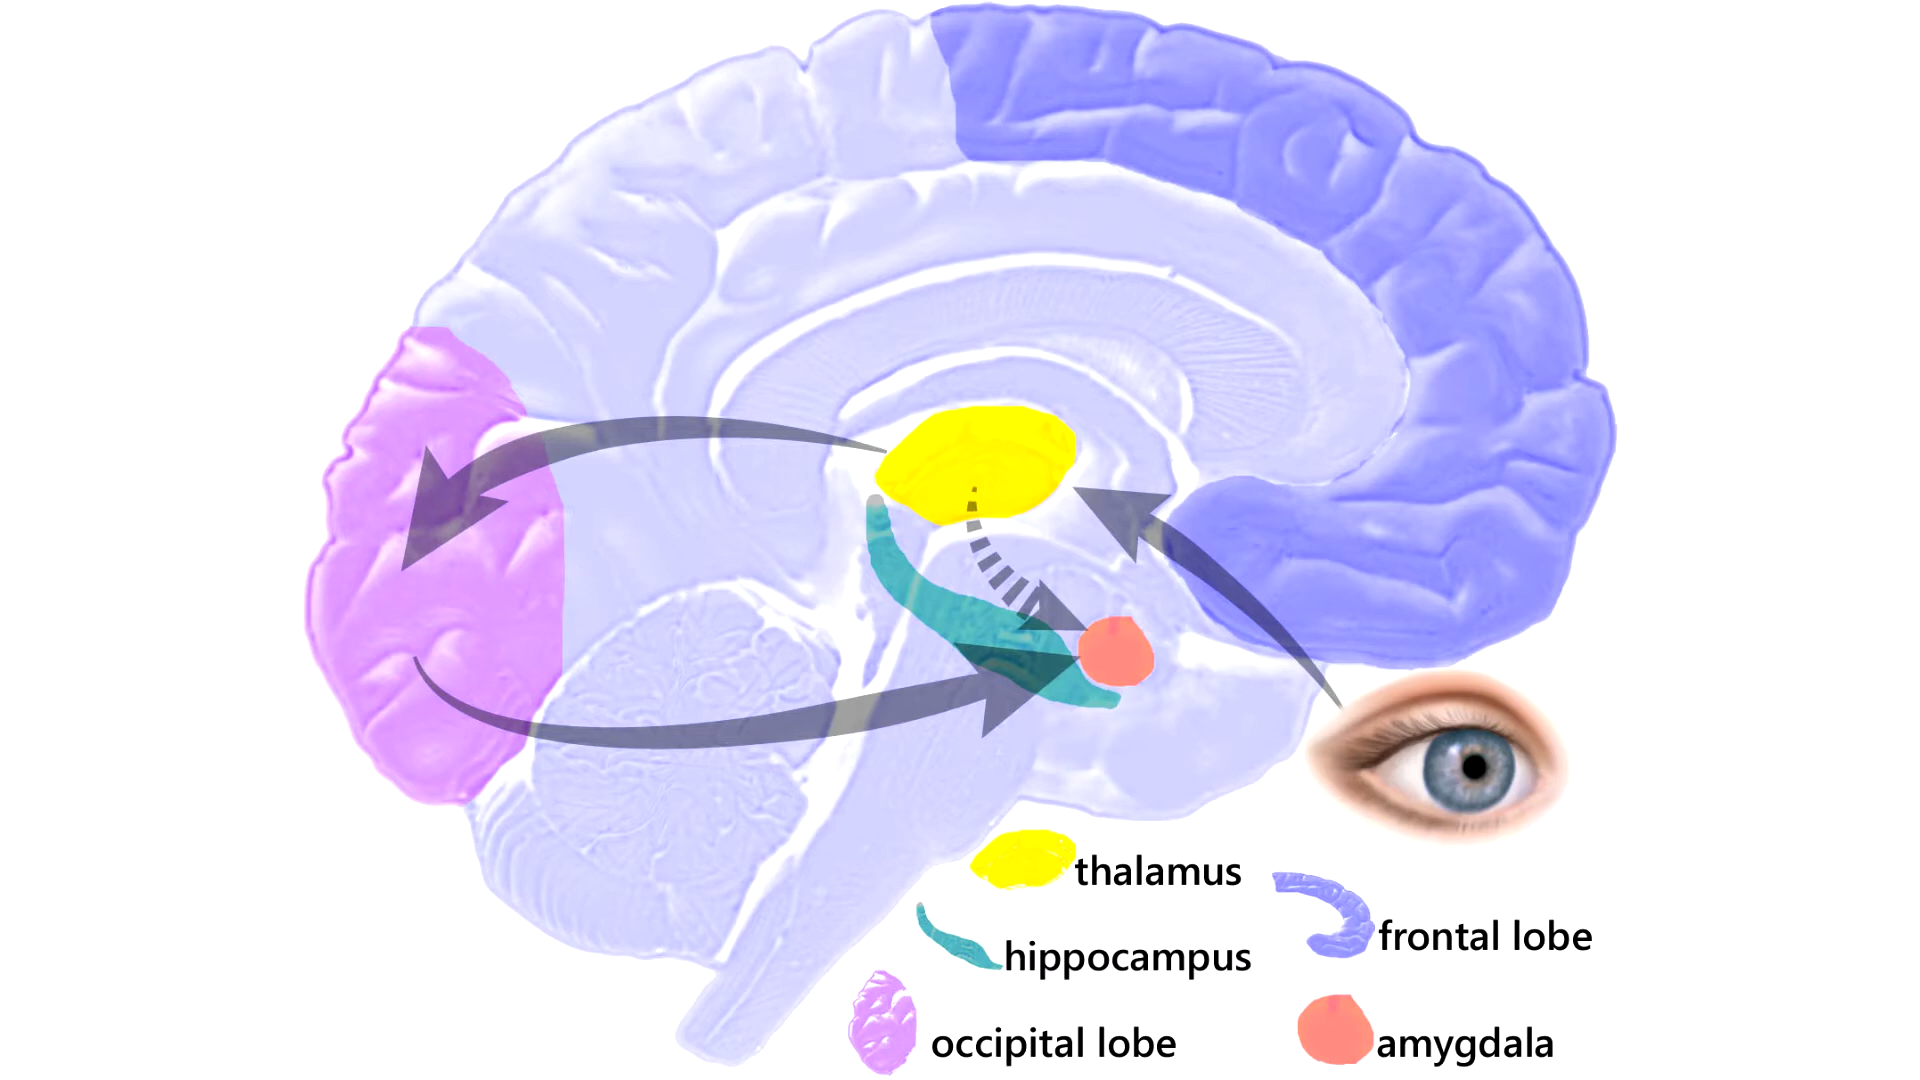 thalamus
frontal lobe
hippocampus
occipital lobe
amygdala